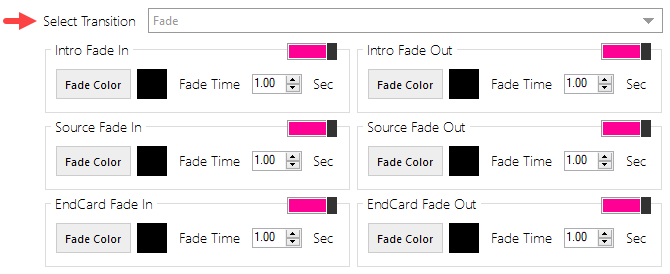 Select Transition Fade
Intro Fade In Intro Fade Out
Fade Color Fade Time 1.00 Sec Fade Color Fade Time 1.00 Sec
Source Fade In Source Fade Out
Fade Color Fade Time 1.00 Sec Fade Color Fade Time 1.00 Sec
EndCard Fade In EndCard Fade Out
Fade Color Fade Time 1.00 Sec Fade Color Fade Time 1.00 Sec